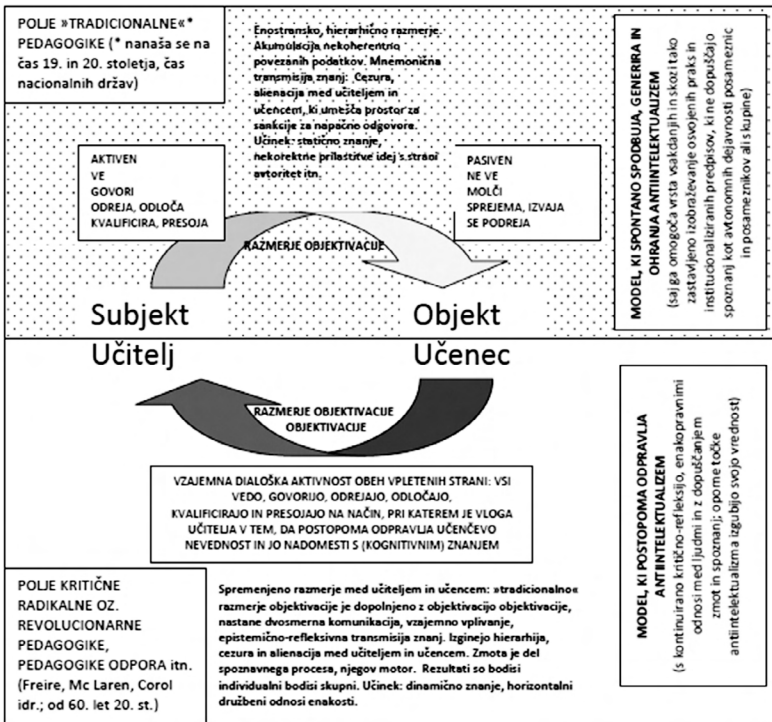 POLJE »TRADICIONALNE«*
PEDAGOGIKE (* nanaša se na
čas 19. in 20. stoletja, čas
nacionalnih držav)
Enostransko, hierarhično razmerje.
Akumulacija nekoherentno
povezanih podatkov. Mnemonična
transmisija znanj: Cezura,
alienacija med učiteljem in
učencem, ki umešča prostor za
sankcije za napačne odgovore.
Učinek: statično znanje,
nekorektne prilastitve idej s strani
avtoritet itn.
AKTIVEN
VE
GOVORI
ODREJA, ODLOČA
KVALIFICIRA, PRESOJA
PASIVEN
NE VE
MOLČI
SPREJEMA, IZVAJA
SE PODREJA
RAZMERJE OBJEKTIVACIJE
Subjekt
Objekt
MODEL, KI SPONTANO SPODBUJA, GENERIRA IN
OHRANJA ANTIINTELEKTUALIZEM
(saj ga omogoča vrsta vsakdanjih in skozi tako
zastavljeno izobraževanje osvojenih praks in
institucionaliziranih predpisov, ki ne dopuščajo
spoznanj kot avtonomnih dejavnosti posameznic
in posameznikov ali skupine)
Učitelj
Učenec
RAZMERJE OBJEKTIVACIJE
OBJEKTIVACIJE
VZAJEMNA DIALOŠKA AKTIVNOST OBEH VPLETENIH STRANI: VSI
VEDO, GOVORIJO, ODREJAJO, ODLOČAJO,
KVALIFICIRAJO IN PRESOJAJO NA NAČIN, PRI KATEREM JE VLOGA
UČITELJA V TEM, DA POSTOPOMA ODPRAVLJA UČENČEVO
NEVEDNOST IN JO NADOMESTI S (KOGNITIVNIM) ZNANJEM
MODEL, KI POSTOPOMA ODPRAVLJA
ANTIINTELEKTUALIZEM
(s kontinuirano kritično-refleksijo, enakopravnimi
odnosi med ljudmi in z dopuščanjem
zmot in spoznanj; oporne točke
antiintelektualizma izgubijo svojo vrednost)
POLJE KRITIČNE
RADIKALNE OZ.
REVOLUCIONARNE
PEDAGOGIKE,
PEDAGOGIKE ODPORA itn.
(Freire, Mc Laren, Corol
idr.; od 60. let 20. st.)
Spremenjeno razmerje med učiteljem in učencem: »tradicionalno«
razmerje objektivacije je dopolnjeno z objektivacijo objektivacije,
nastane dvosmerna komunikacija, vzajemno vplivanje,
epistemično-refleksivna transmisija znanj. Izginejo hierarhija,
cezura in alienacija med učiteljem in učencem. Zmota je del
spoznavnega procesa, njegov motor. Rezultati so bodisi
individualni bodisi skupni. Učinek: dinamično znanje, horizontalni
družbeni odnosi enakosti.